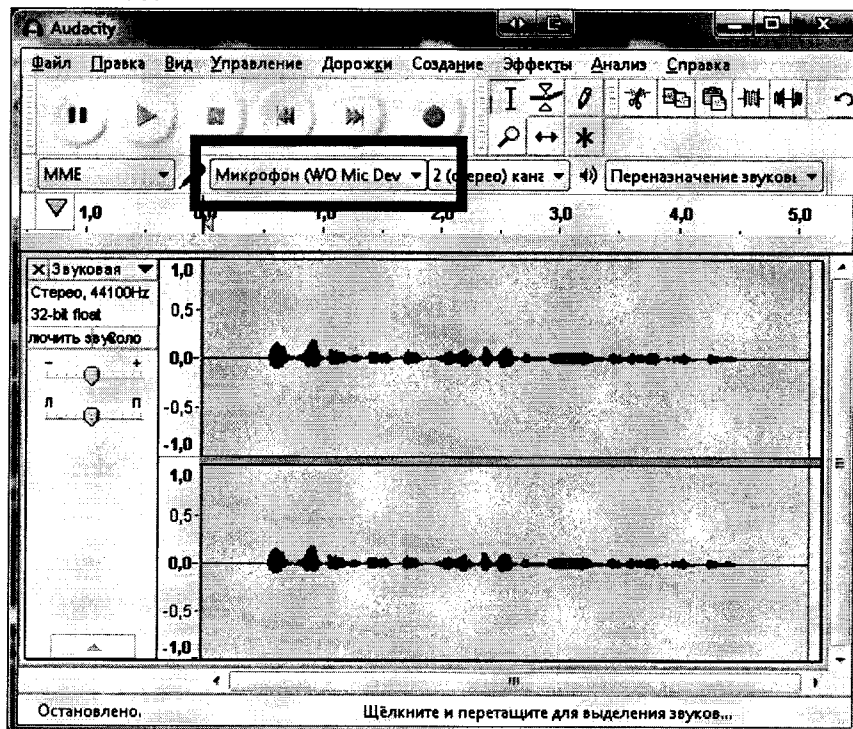 Audacity
Файл Правка Вид Управление Дорожки Создание Эффекты Анализ Справка
MME Микрофон (WO Mic Dev 2 (стерео) кана Переназначение звуковы
1,0 0,0 1,0 2,0 3,0 4,0 5,0
Звуковая
Стерео, 44100Hz
32-bit float
лючить звуСоло
- +
Л П
1,0
0,5-
0,0-
-0,5-
-1,0
1,0
0,5-
0,0-
-0,5-
-1,0
Остановлено. Щёлкните и перетащите для выделения звуков...